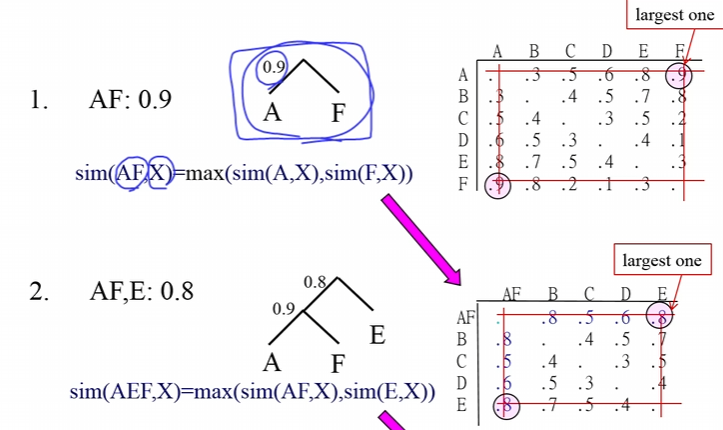 largest one
1. AF: 0.9
0.9
A F
sim(AF,X)=max(sim(A,X),sim(F,X))
A B C D E F
A . .3 .5 .6 .8 .9
B .3 . .4 .5 .7 .8
C .5 .4 . .3 .5 .2
D .6 .5 .3 . .4 .1
E .8 .7 .5 .4 . .3
F .9 .8 .2 .1 .3 .
largest one
2. AF,E: 0.8
0.8
0.9
E
A F
sim(AEF,X)=max(sim(AF,X),sim(E,X))
AF B C D E
AF . .8 .5 .6 .8
B .8 . .4 .5 .7
C .5 .4 . .3 .5
D .6 .5 .3 . .4
E .8 .7 .5 .4 .